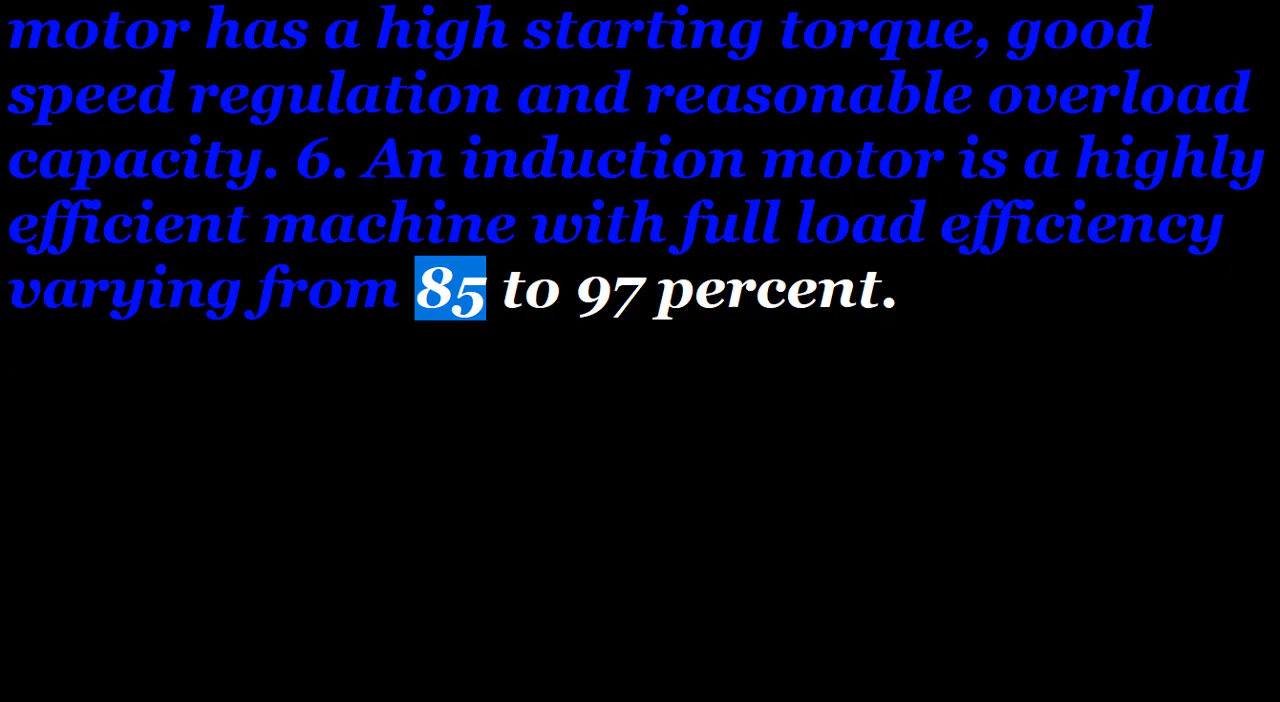 motor has a high starting torque, good
speed regulation and reasonable overload
capacity. 6. An induction motor is a highly
efficient machine with full load efficiency
varying from 85 to 97 percent.